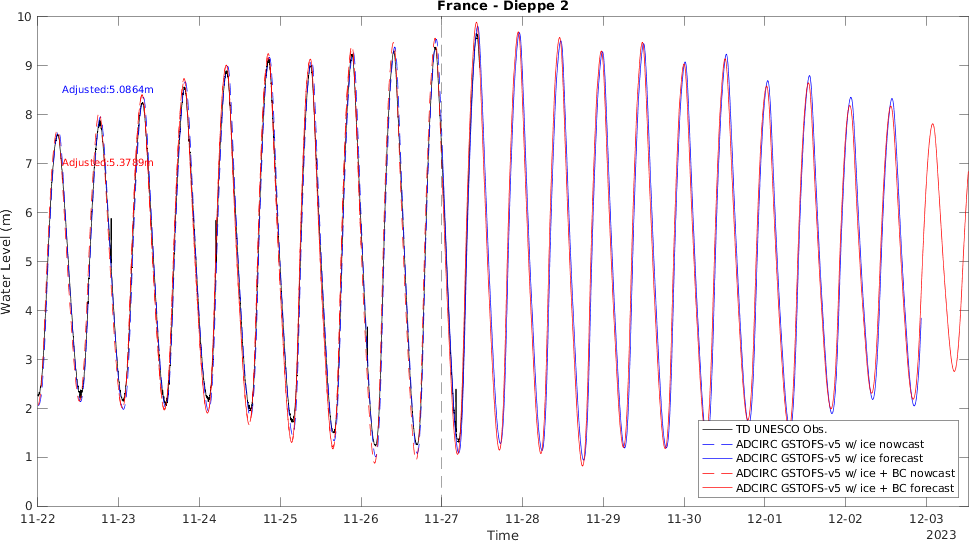 France - Dieppe 2
10
9
8
7
6
5
4
3
2
1
0
Water Level (m)
Adjusted:5.0864m
Adjusted:5.3789m
TD UNESCO Obs.
ADCIRC GSTOFS-v5 w/ ice nowcast
ADCIRC GSTOFS-v5 w/ ice forecast
ADCIRC GSTOFS-v5 w/ ice + BC nowcast
ADCIRC GSTOFS-v5 w/ ice + BC forecast
11-22 11-23 11-24 11-25 11-26 11-27 11-28 11-29 11-30 12-01 12-02 12-03
Time
2023